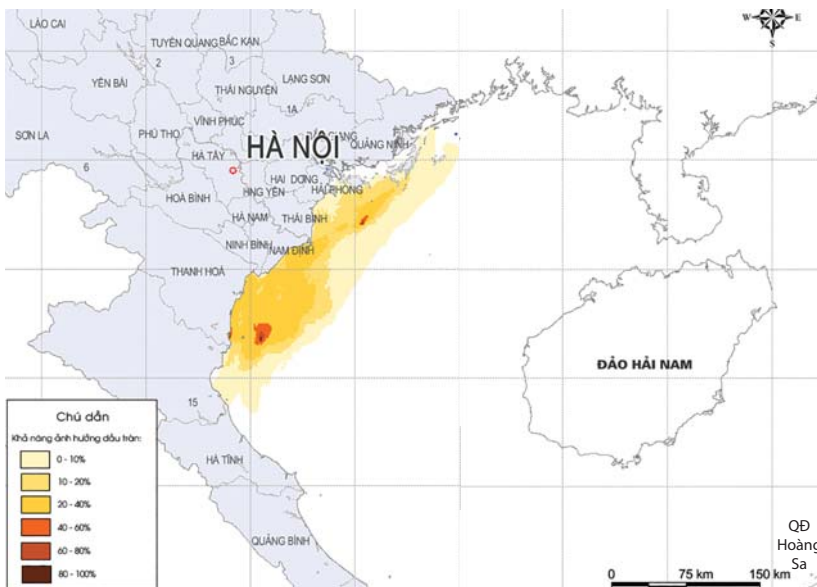 LÀO CAI
TUYÊN QUANG
BẮC KẠN
2
3
LẠNG SƠN
YÊN BÁI
THÁI NGUYÊN
1A
VĨNH PHÚC
PHÚ THỌ
SƠN LA
HÀ NỘI
QUẢNG NINH
HÀ TÂY
6
HẢI DƠNG
HNG YÊN
HẢI PHÒNG
HOÀ BÌNH
HÀ NAM
THÁI BÌNH
NINH BÌNH
NAM ĐỊNH
THANH HOÁ
ĐẢO HẢI NAM
15
HÀ TĨNH
QUẢNG BÌNH
W
E
S
Chú dẫn
Khả năng ảnh hưởng dầu tràn:
0 - 10%
10 - 20%
20 - 40%
40 - 60%
60 - 80%
80 - 100%
QĐ
Hoàng
Sa
0 75 km 150 km